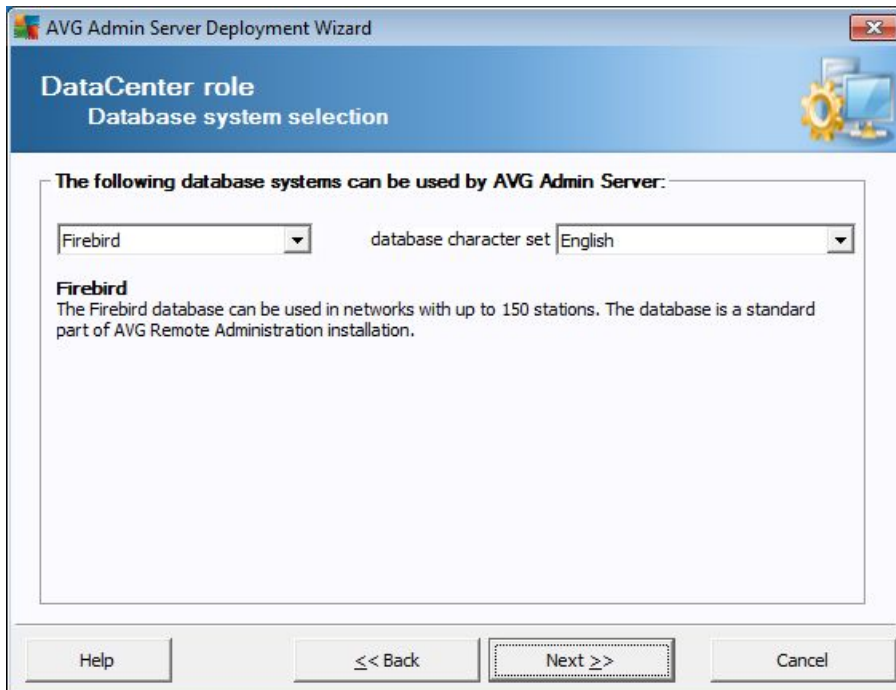 AVG Admin Server Deployment Wizard
DataCenter role
Database system selection
The following database systems can be used by AVG Admin Server:
Firebird database character set English
Firebird
The Firebird database can be used in networks with up to 150 stations. The database is a standard
part of AVG Remote Administration installation.
Help << Back Next >> Cancel